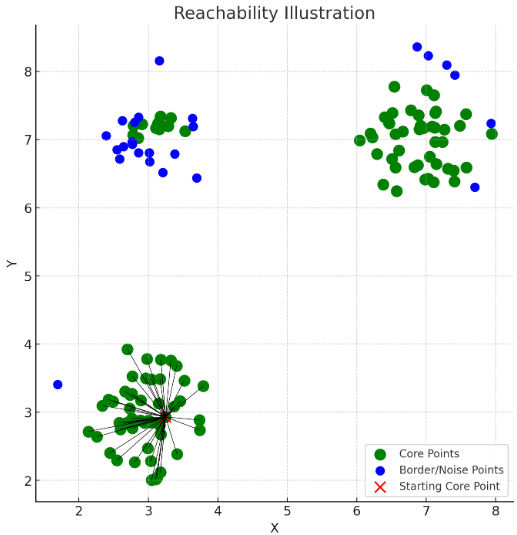 Reachability Illustration
8
7
6
5
4
3
2
Y
2
3
4
5
6
7
8
X
Core Points
Border/Noise Points
Starting Core Point